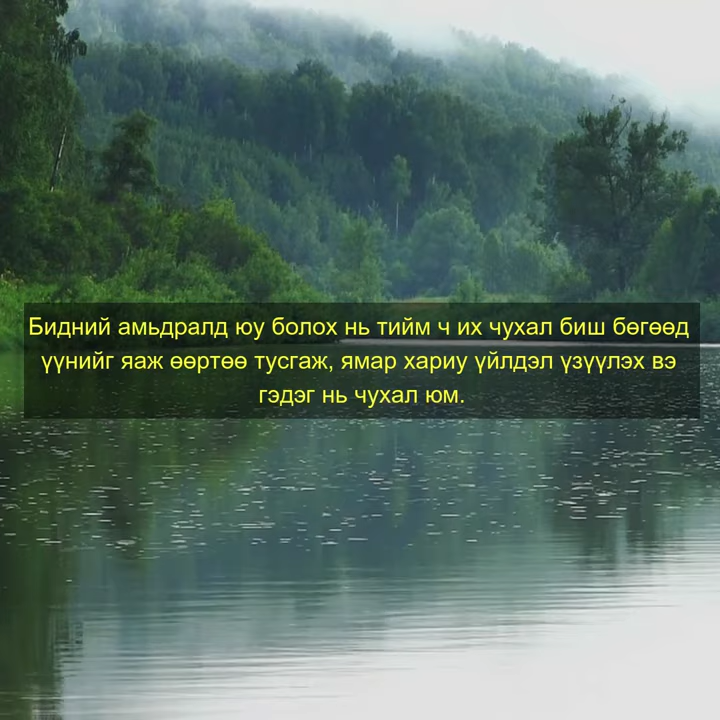 Бидний амьдралд юу болох нь тийм ч их чухал биш бөгөөд
үүнийг яаж өөртөө тусгаж, ямар хариу үйлдэл үзүүлэх вэ
гэдэг нь чухал юм.